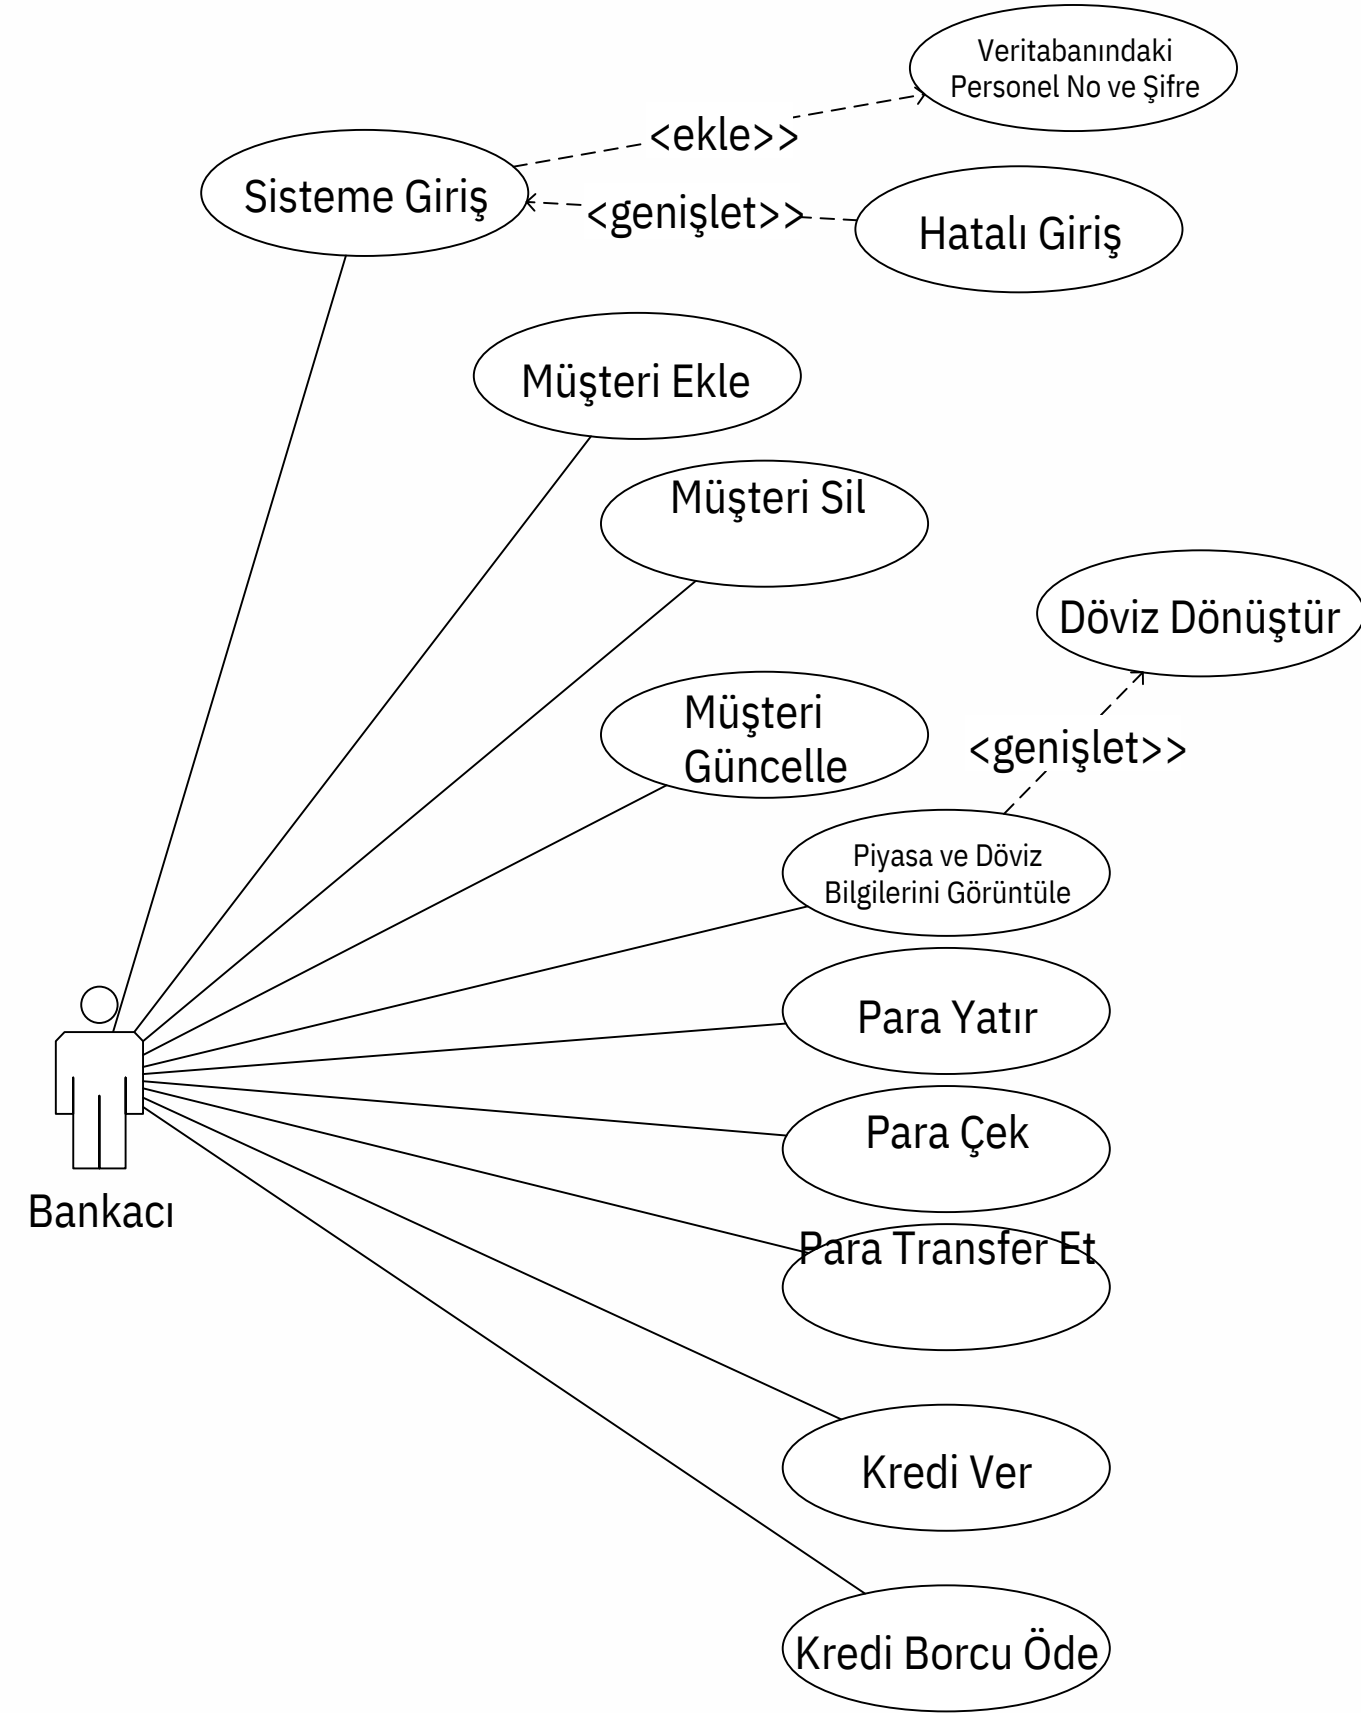 Veritabanındaki
Personel No ve Şifre
<ekle>>
Sisteme Giriş
<genişlet>>
Hatalı Giriş
Müşteri Ekle
Müşteri Sil
Döviz Dönüştür
Müşteri
Güncelle
<genişlet>>
Piyasa ve Döviz
Bilgilerini Görüntüle
Para Yatır
Para Çek
Bankacı
Para Transfer Et
Kredi Ver
Kredi Borcu Öde